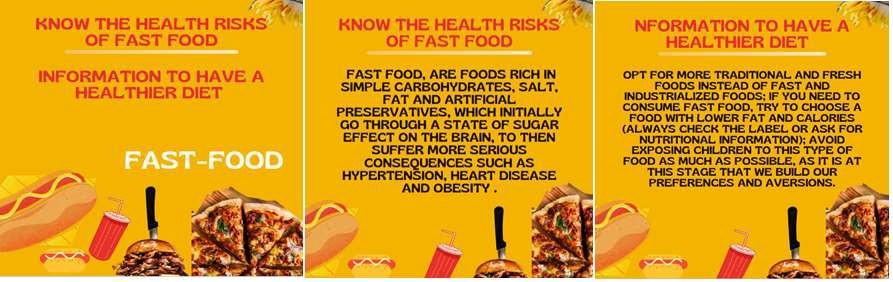 KNOW THE HEALTH RISKS
OF FAST FOOD
INFORMATION TO HAVE A
HEALTHIER DIET
FAST-FOOD
KNOW THE HEALTH RISKS
OF FAST FOOD
FAST FOOD, ARE FOODS RICH IN
SIMPLE CARBOHYDRATES, SALT,
FAT AND ARTIFICIAL
PRESERVATIVES, WHICH INITIALLY
GO THROUGH A STATE OF SUGAR
EFFECT ON THE BRAIN, TO THEN
SUFFER MORE SERIOUS
CONSEQUENCES SUCH AS
HYPERTENSION, HEART DISEASE
AND OBESITY .
NFORMATION TO HAVE A
HEALTHIER DIET
OPT FOR MORE TRADITIONAL AND FRESH
FOODS INSTEAD OF FAST AND
INDUSTRIALIZED FOODS; IF YOU NEED TO
CONSUME FAST FOOD, TRY TO CHOOSE A
FOOD WITH LOWER FAT AND CALORIES
(ALWAYS CHECK THE LABEL OR ASK FOR
NUTRITIONAL INFORMATION); AVOID
EXPOSING CHILDREN TO THIS TYPE OF
FOOD AS MUCH AS POSSIBLE, AS IT IS AT
THIS STAGE THAT WE BUILD OUR
PREFERENCES AND AVERSIONS.